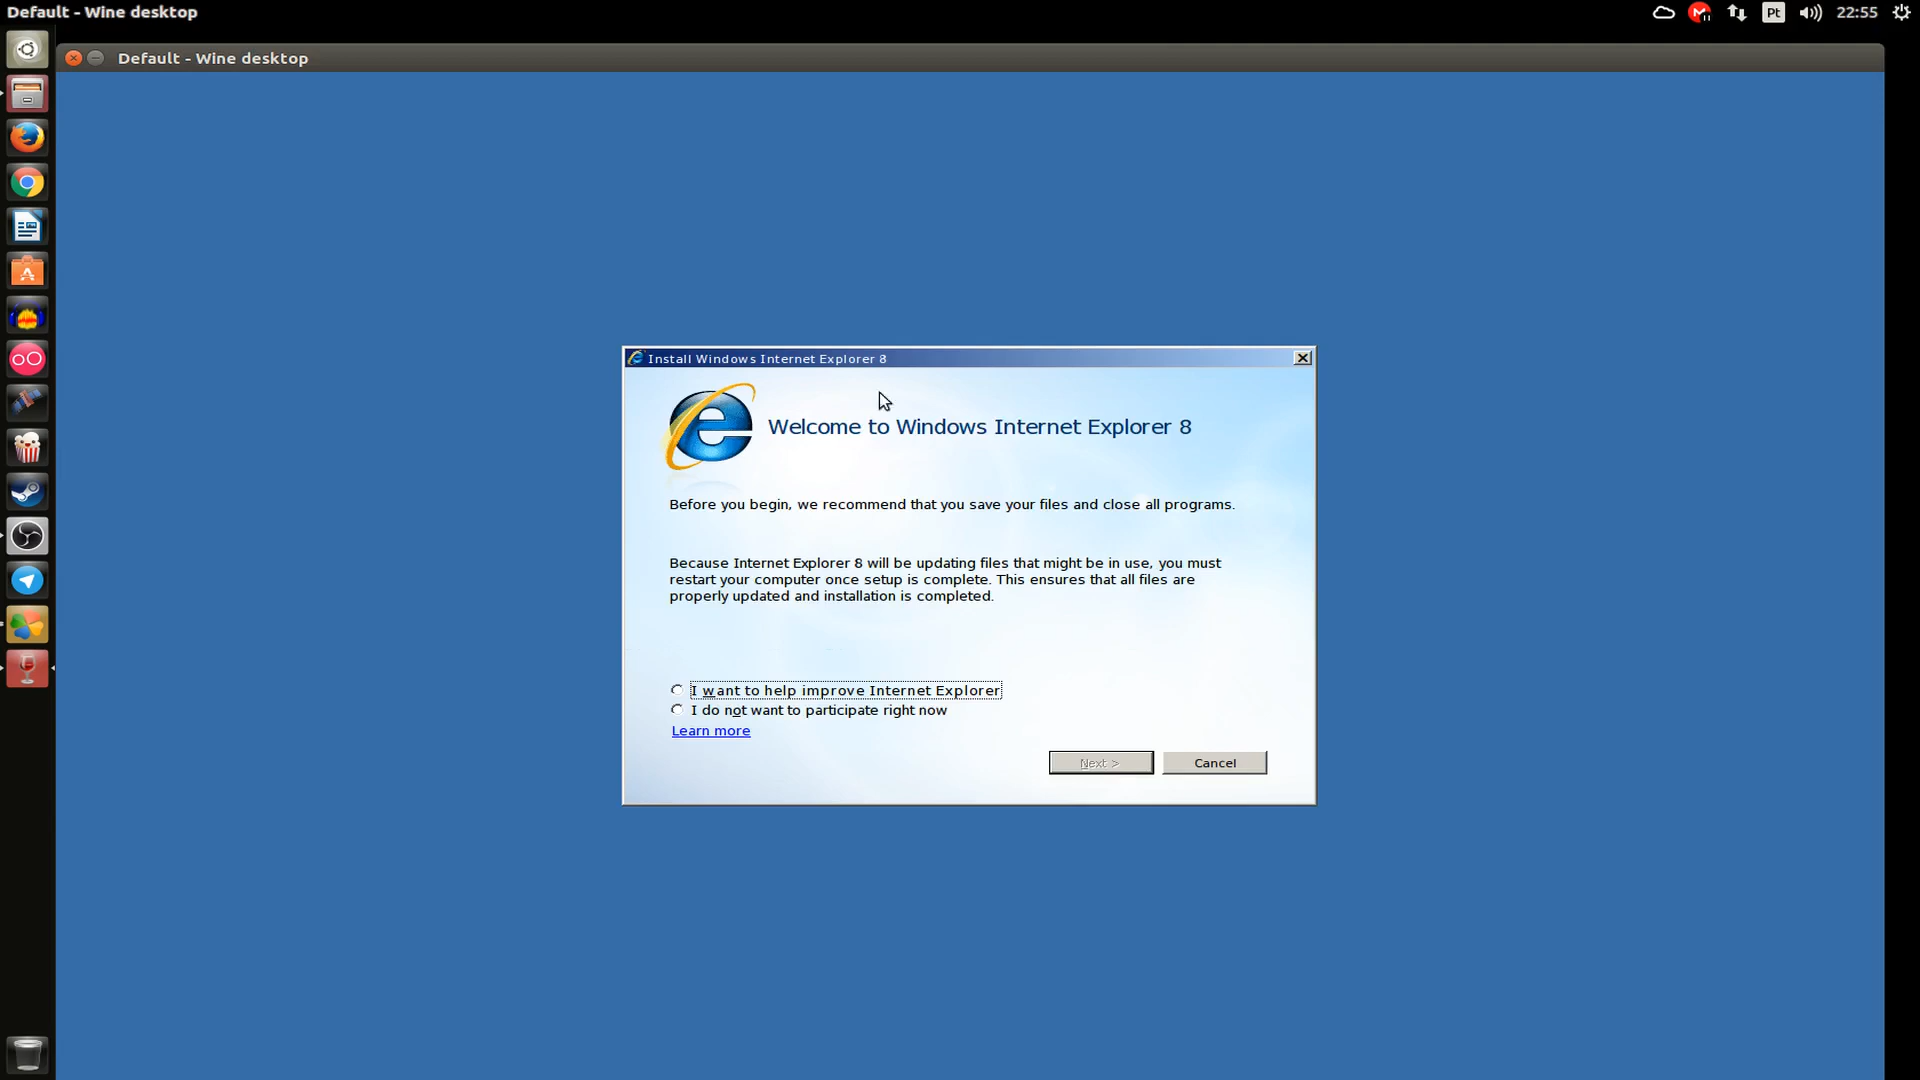 Default - Wine desktop
Pt
22:55
Default - Wine desktop
Install Windows Internet Explorer 8
Welcome to Windows Internet Explorer 8
Before you begin, we recommend that you save your files and close all programs.
Because Internet Explorer 8 will be updating files that might be in use, you must
restart your computer once setup is complete. This ensures that all files are
properly updated and installation is completed.
I want to help improve Internet Explorer
I do not want to participate right now
Learn more
Next >
Cancel